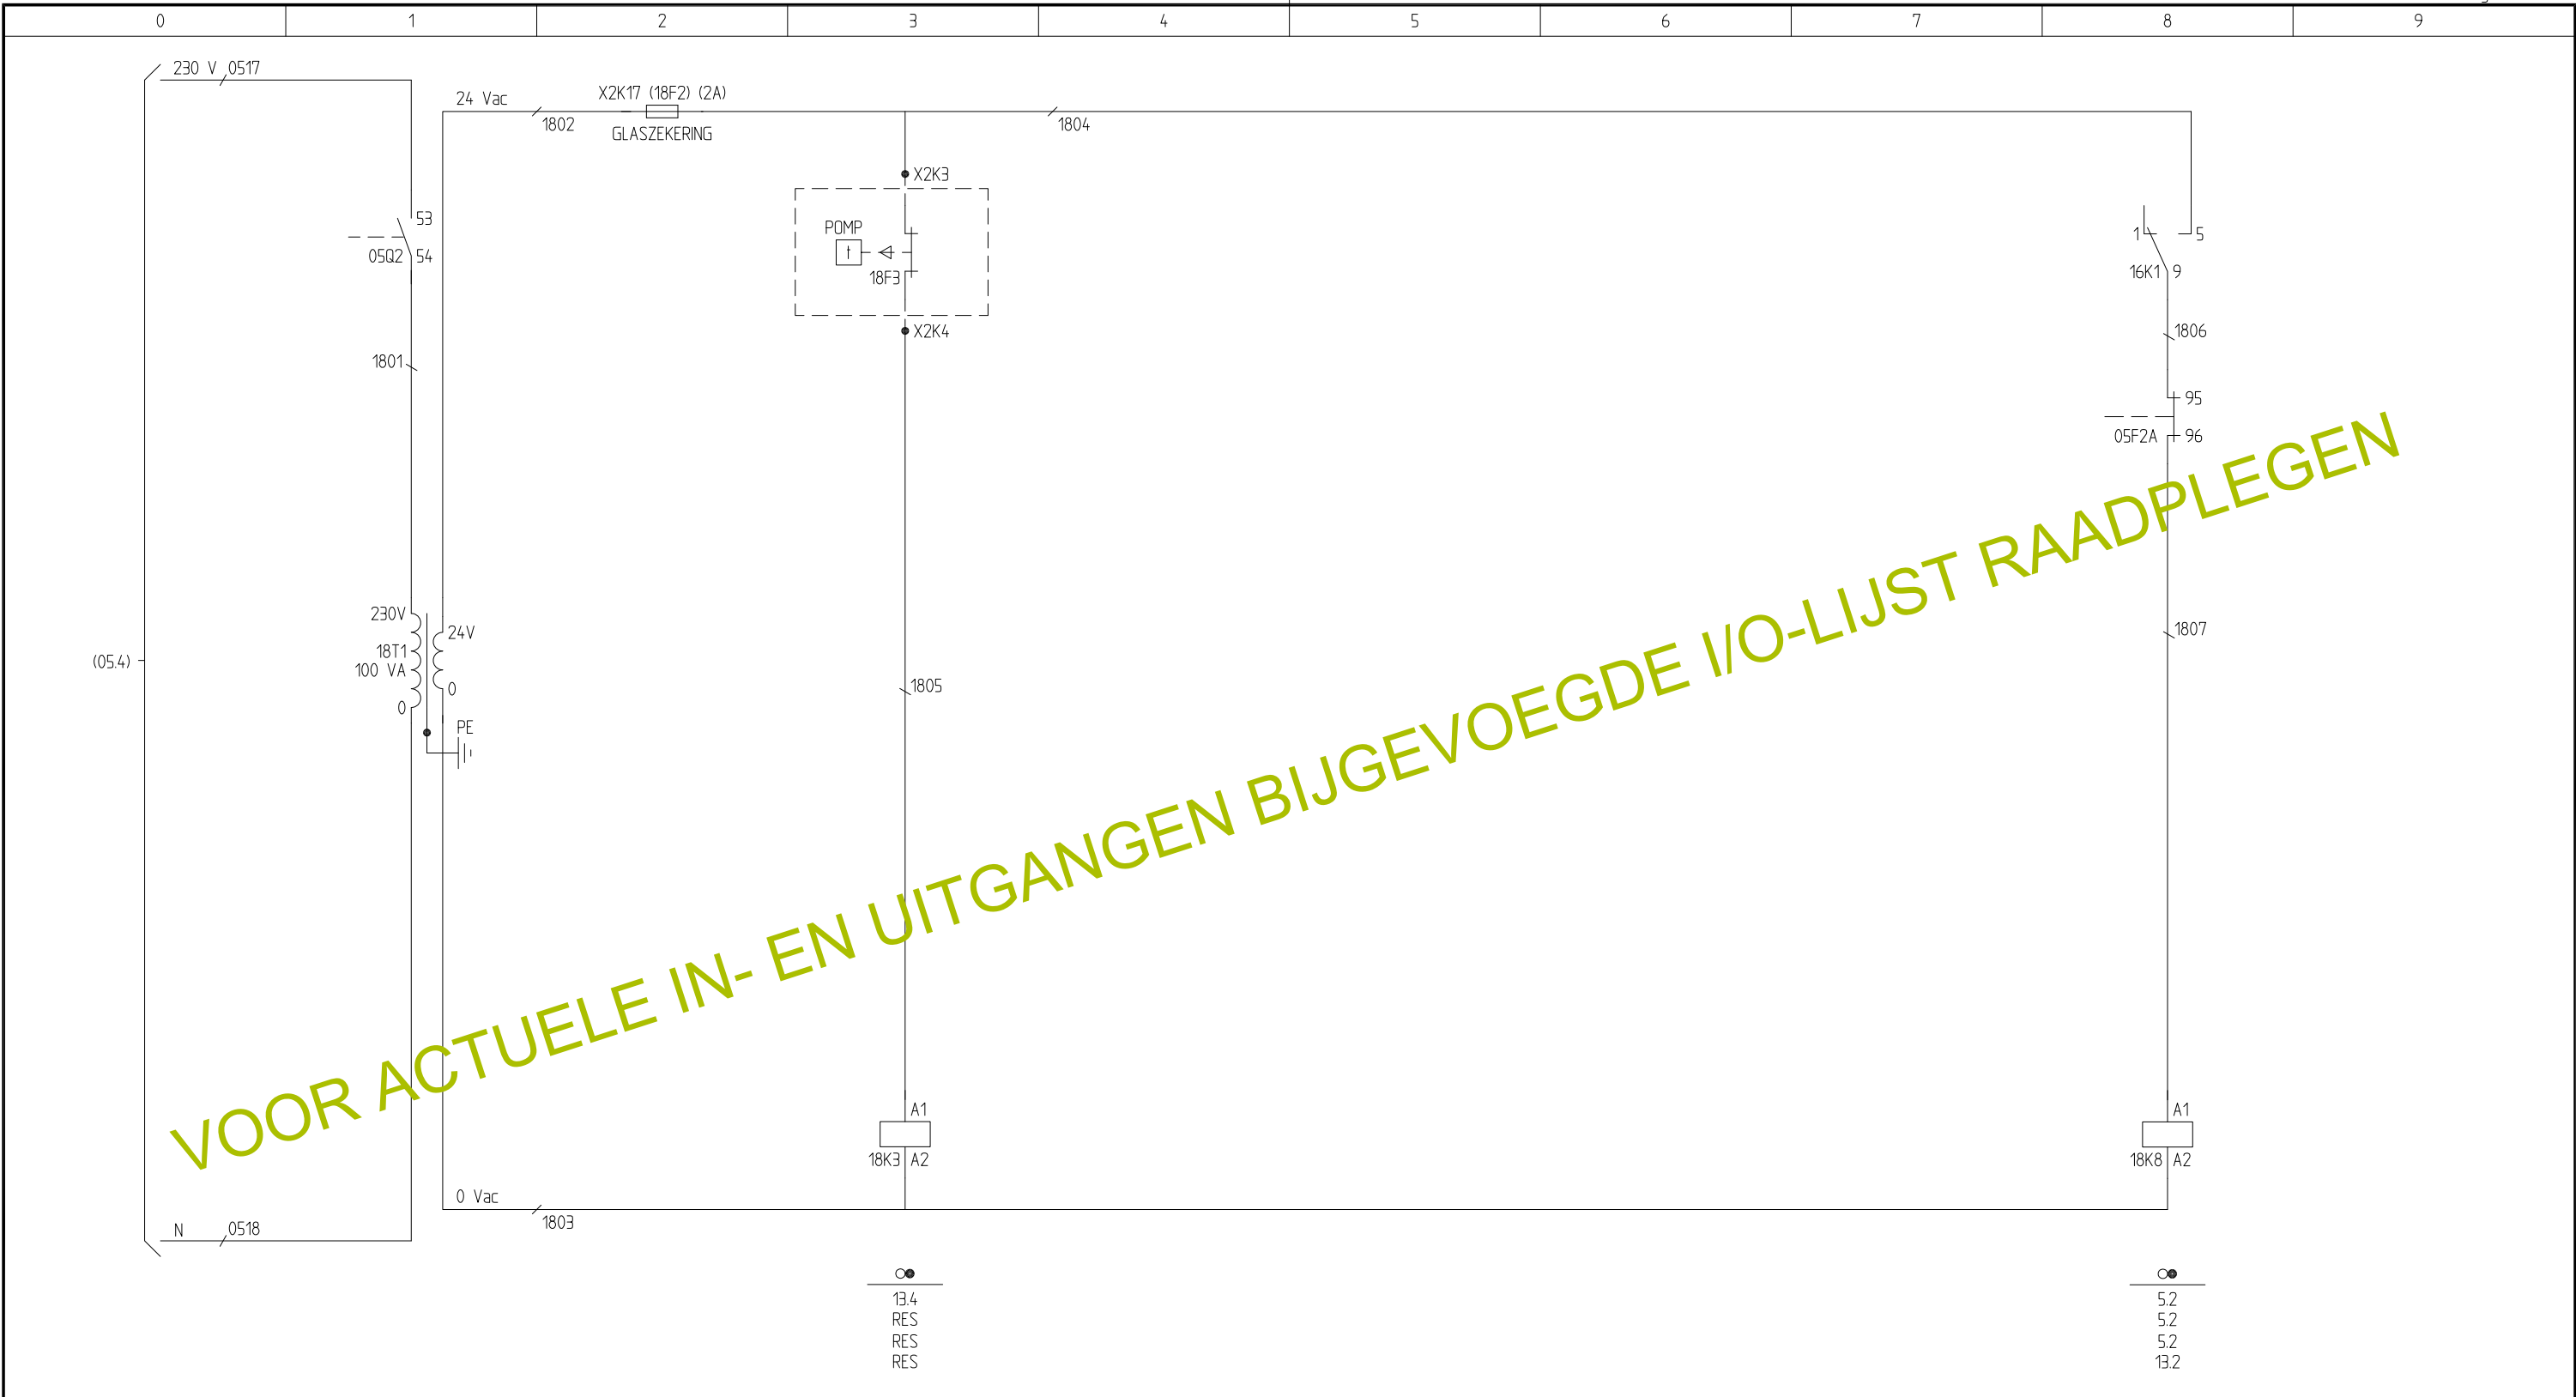 0 1 2 3 4 5 6 7 8 9
230 V 0517
24 Vac
1802
X2K17 (18F2) (2A)
GLASZEKERING
1804
X2K3
POMP
18F3
X2K4
53
05Q2 54
1801
1 5
16K1 9
1806
95
05F2A 96
1807
(05.4)
230V
18T1
100 VA
0
24V
0
PE
1805
VOOR ACTUELE IN- EN UITGANGEN BIJGEVOEGDE I/O-LIJST RAADPLEGEN
A1
18K3 A2
A1
18K8 A2
0 Vac
1803
N 0518
13.4
RES
RES
RES
5.2
5.2
5.2
13.2